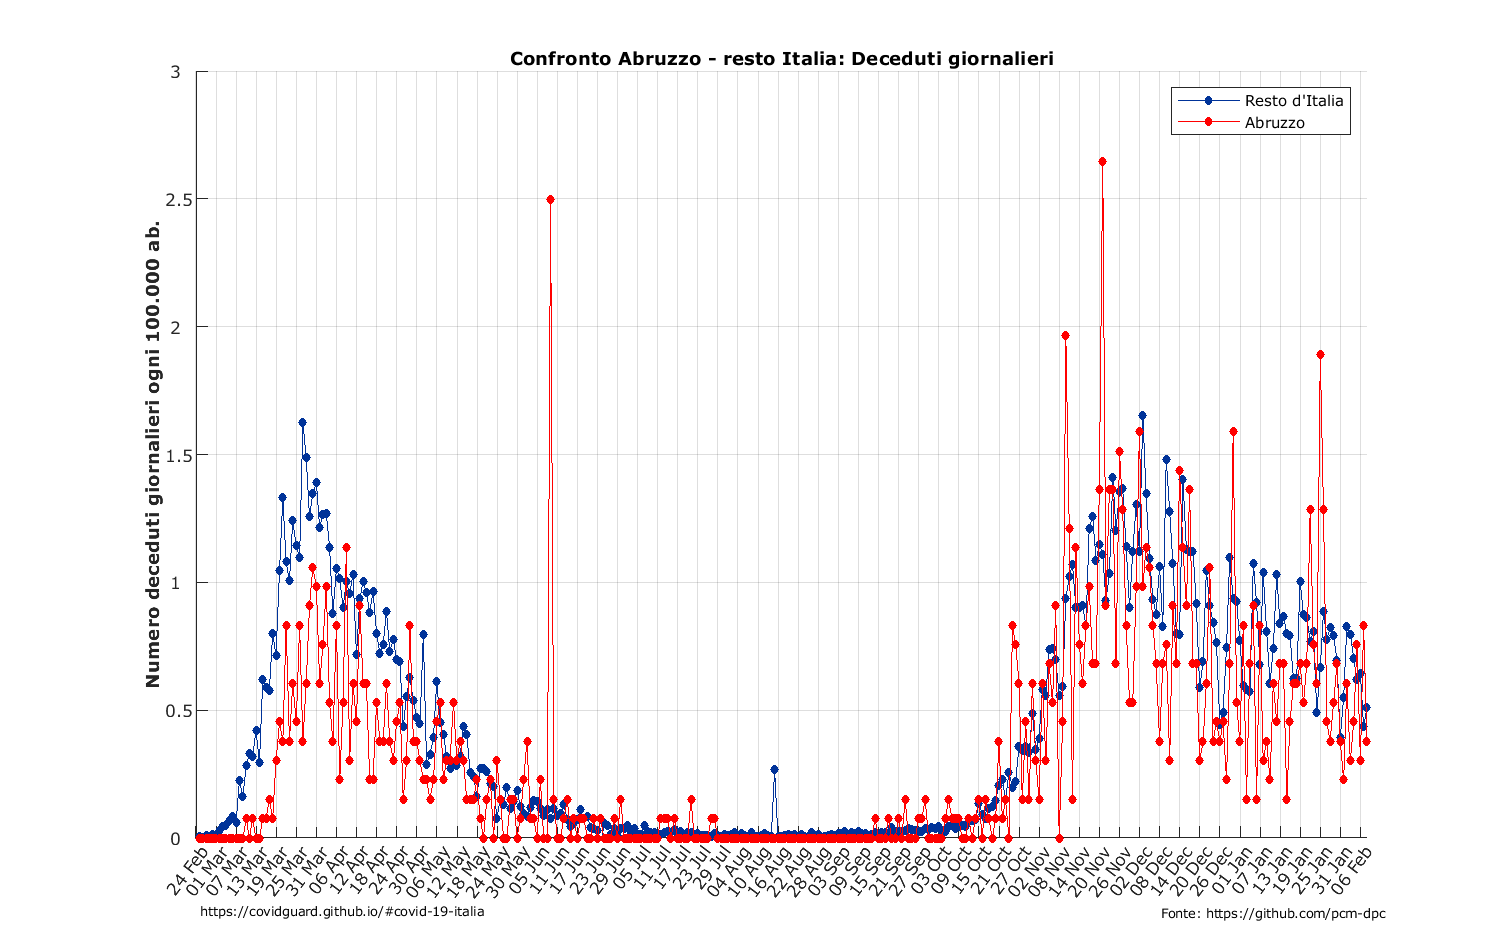 Confronto Abruzzo - resto Italia: Deceduti giornalieri
Resto d'Italia
Abruzzo
Numero deceduti giornalieri ogni 100.000 ab.
3
2.5
2
1.5
1
0.5
0
24 Feb
01 Mar
07 Mar
13 Mar
19 Mar
25 Mar
31 Mar
06 Apr
12 Apr
18 Apr
24 Apr
30 Apr
06 May
12 May
18 May
24 May
30 May
05 Jun
11 Jun
17 Jun
23 Jun
29 Jun
05 Jul
11 Jul
17 Jul
23 Jul
29 Jul
04 Aug
10 Aug
16 Aug
22 Aug
28 Aug
03 Sep
09 Sep
15 Sep
21 Sep
27 Sep
03 Oct
09 Oct
15 Oct
21 Oct
27 Oct
02 Nov
08 Nov
14 Nov
20 Nov
26 Nov
02 Dec
08 Dec
14 Dec
20 Dec
26 Dec
01 Jan
07 Jan
13 Jan
19 Jan
25 Jan
31 Jan
06 Feb
https://covidguard.github.io/#covid-19-italia
Fonte: https://github.com/pcm-dpc